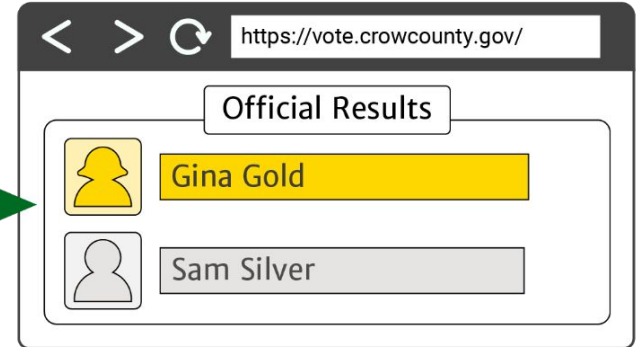 https://vote.crowcounty.gov/
Official Results
Gina Gold
Sam Silver